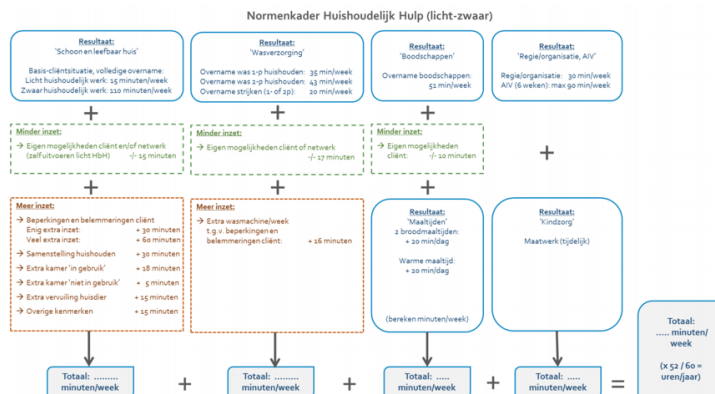 Normenkader Huishoudelijk Hulp (licht-zwaar)
Resultaat:
'Schoon en leefbaar huis'
Basis-cliëntsituatie, volledige overname:
Licht huishoudelijk werk: 15 minuten/week
Zwaar huishoudelijk werk: 110 minuten/week
Resultaat:
'Wasverzorging'
Overname was 1-p huishouden: 35 min/week
Overname was 2-p huishouden: 43 min/week
Overname strijken (1- of 2p): 20 min/week
Resultaat:
'Boodschappen'
Overname boodschappen:
51 min/week
Resultaat:
'Regie/organisatie, AIV'
Regie/organisatie: 30 min/week
AIV (6 weken): max 90 min/week
+ + +
Minder inzet:
→ Eigen mogelijkheden cliënt en/of netwerk
(zelf uitvoeren licht HbH) -/- 15 minuten
Minder inzet:
→ Eigen mogelijkheden cliënt of netwerk
-/- 17 minuten
Minder inzet:
→ Eigen mogelijkheden
cliënt: -/- 10 minuten
+
+ + +
Meer inzet:
→ Beperkingen en belemmeringen cliënt
Enig extra inzet: + 30 minuten
Veel extra inzet: + 60 minuten
→ Samenstelling huishouden + 30 minuten
→ Extra kamer 'in gebruik' + 18 minuten
→ Extra kamer 'niet in gebruik' + 5 minuten
→ Extra vervuiling huisdier + 15 minuten
→ Overige kenmerken + 15 minuten
Meer inzet:
→ Extra wasmachine/week
t.g.v. beperkingen en
belemmeringen cliënt: + 16 minuten
Resultaat:
'Maaltijden'
2 broodmaaltijden:
+ 20 min/dag
Warme maaltijd:
+ 20 min/dag
(bereken minuten/week)
Resultaat:
'Kindzorg'
Maatwerk (tijdelijk)
Totaal: .........
minuten/week
+
Totaal: .........
minuten/week
+
Totaal: .....
minuten/week
+
Totaal: .....
minuten/week
=
Totaal:
..... minuten/
week
(x 52 / 60 =
uren/jaar)